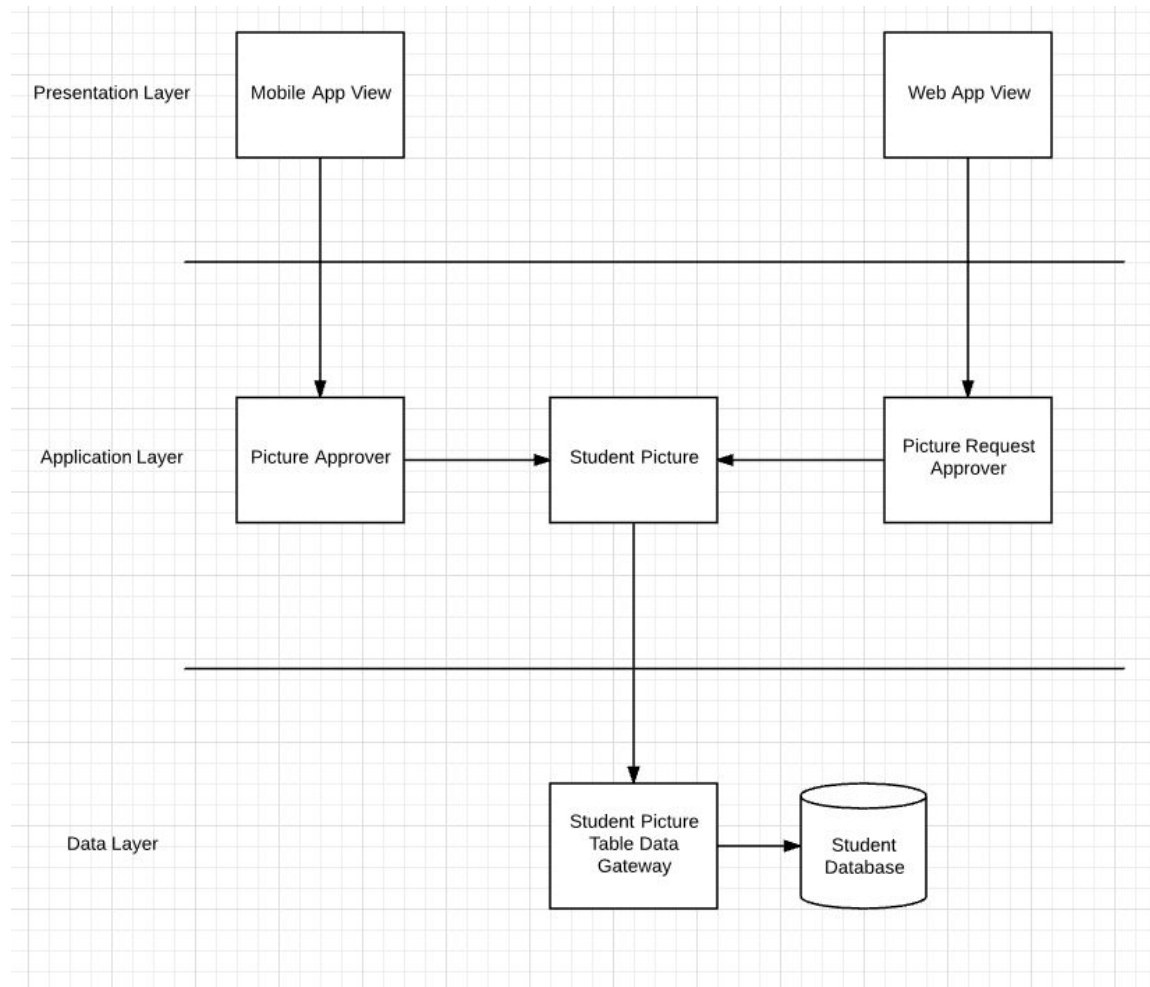 Presentation Layer
Mobile App View
Web App View
Application Layer
Picture Approver
Student Picture
Picture Request
Approver
Data Layer
Student Picture
Table Data
Gateway
Student
Database